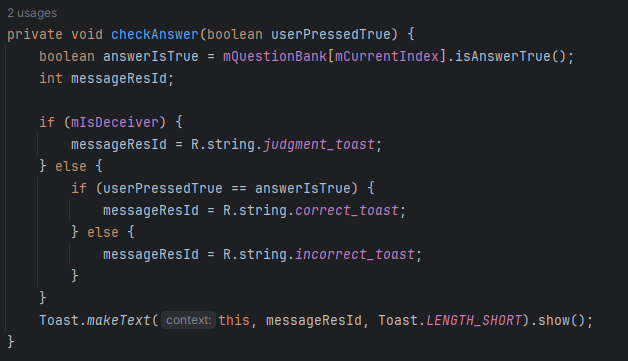 2 usages
private void checkAnswer(boolean userPressedTrue) {
    boolean answerIsTrue = mQuestionBank[mCurrentIndex].isAnswerTrue();
    int messageResId;

    if (mIsDeceiver) {
        messageResId = R.string.judgment_toast;
    } else {
        if (userPressedTrue == answerIsTrue) {
            messageResId = R.string.correct_toast;
        } else {
            messageResId = R.string.incorrect_toast;
        }
    }
    Toast.makeText( context: this, messageResId, Toast.LENGTH_SHORT).show();
}